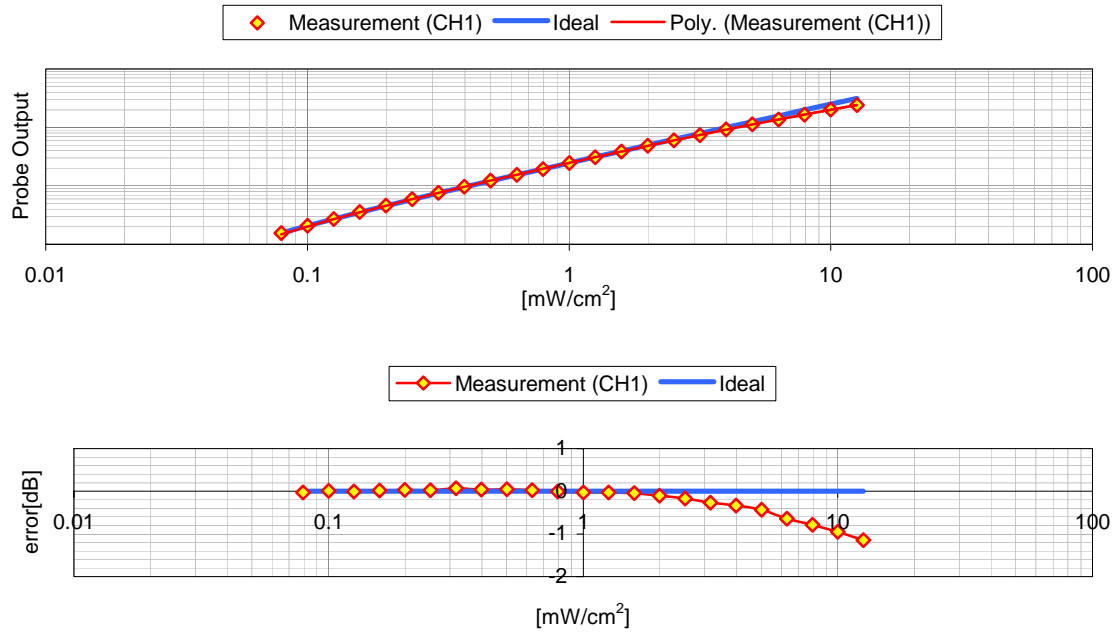 Measurement (CH1) Ideal Poly. (Measurement (CH1))
Probe Output
0.01 0.1 1 10 100
[mW/cm²]
Measurement (CH1) Ideal
error[dB]
1
0
-1
-2
0.01 0.1 1 10 100
[mW/cm²]